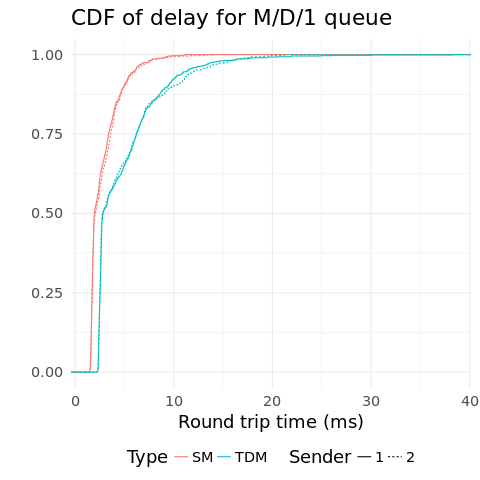 CDF of delay for M/D/1 queue
1.00
0.75
0.50
0.25
0.00
0 10 20 30 40
Round trip time (ms)
Type SM TDM Sender 1 2